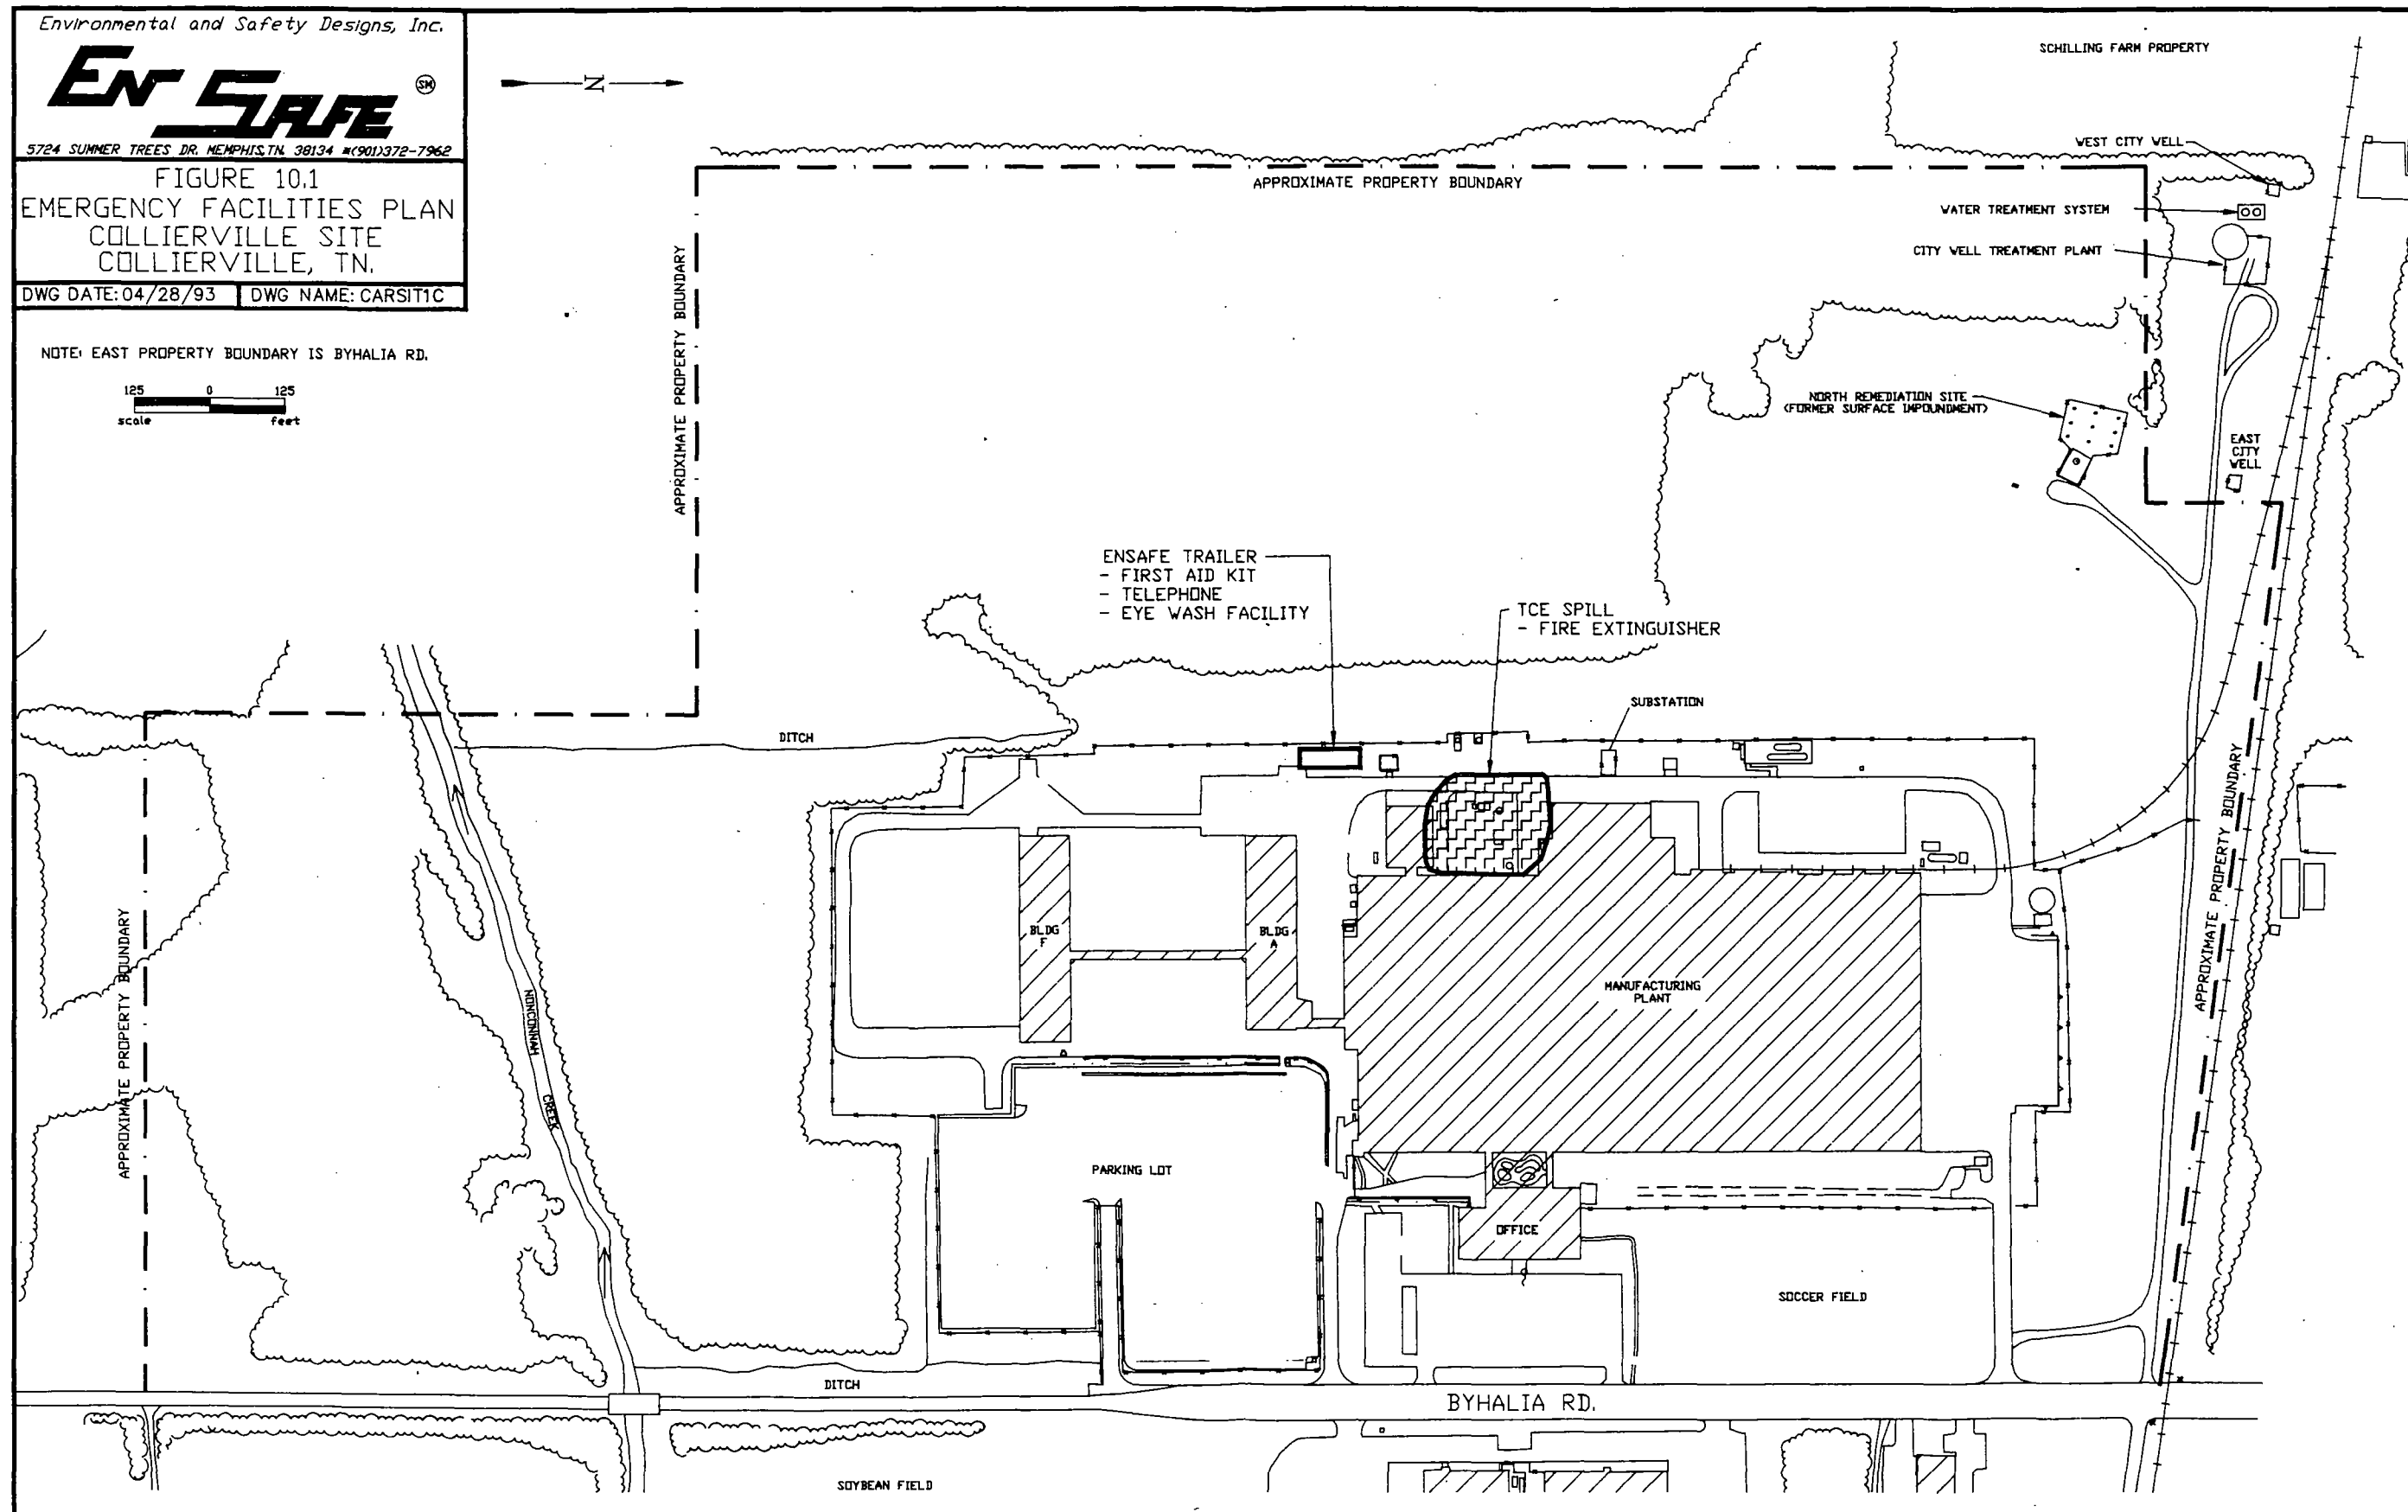 Environmental and Safety Designs, Inc.
EN SAFE
SM
5724 SUMMER TREES DR. MEMPHIS,TN. 38134 (901)372-7962
FIGURE 10.1
EMERGENCY FACILITIES PLAN
COLLIERVILLE SITE
COLLIERVILLE, TN.
DWG DATE: 04/28/93
DWG NAME: CARSIT1C
NOTE: EAST PROPERTY BOUNDARY IS BYHALIA RD.
125 0 125
scale feet
N
SCHILLING FARM PROPERTY
WEST CITY WELL
APPROXIMATE PROPERTY BOUNDARY
WATER TREATMENT SYSTEM
CITY WELL TREATMENT PLANT
APPROXIMATE PROPERTY BOUNDARY
NORTH REMEDIATION SITE
(FORMER SURFACE IMPOUNDMENT)
EAST
CITY
WELL
ENSAFE TRAILER
- FIRST AID KIT
- TELEPHONE
- EYE WASH FACILITY
TCE SPILL
- FIRE EXTINGUISHER
SUBSTATION
DITCH
APPROXIMATE PROPERTY BOUNDARY
BLDG
F
BLDG
A
MANUFACTURING
PLANT
APPROXIMATE PROPERTY BOUNDARY
NONCONNAH
CREEK
PARKING LOT
OFFICE
SOCCER FIELD
DITCH
BYHALIA RD.
SOYBEAN FIELD